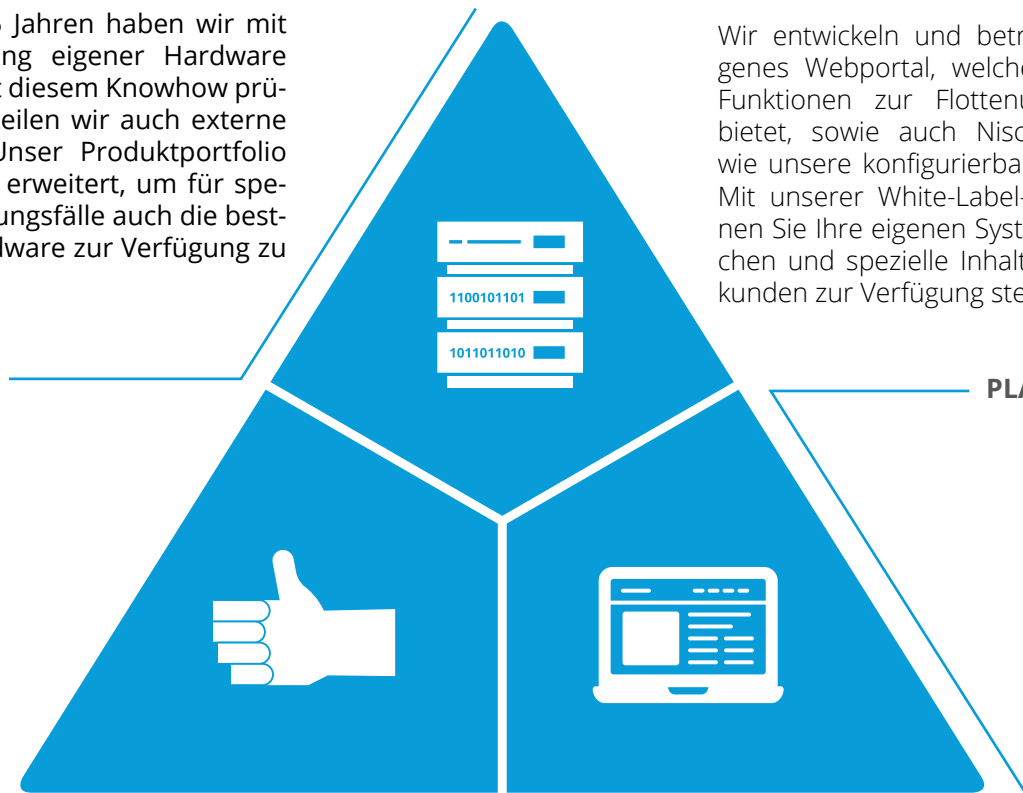 Jahren haben wir mit
ng eigener Hardware
t diesem Knowhow prü-
eilen wir auch externe
Unser Produktportfolio
erweitert, um für spe-
ungsfälle auch die best-
dware zur Verfügung zu
Wir entwickeln und betr
genes Webportal, welche
Funktionen zur Flottenu
bietet, sowie auch Nisc
wie unsere konfigurierba
Mit unserer White-Label-
nen Sie Ihre eigenen Syst
chen und spezielle Inhalt
kunden zur Verfügung ste
1100101101
1011011010
PLA